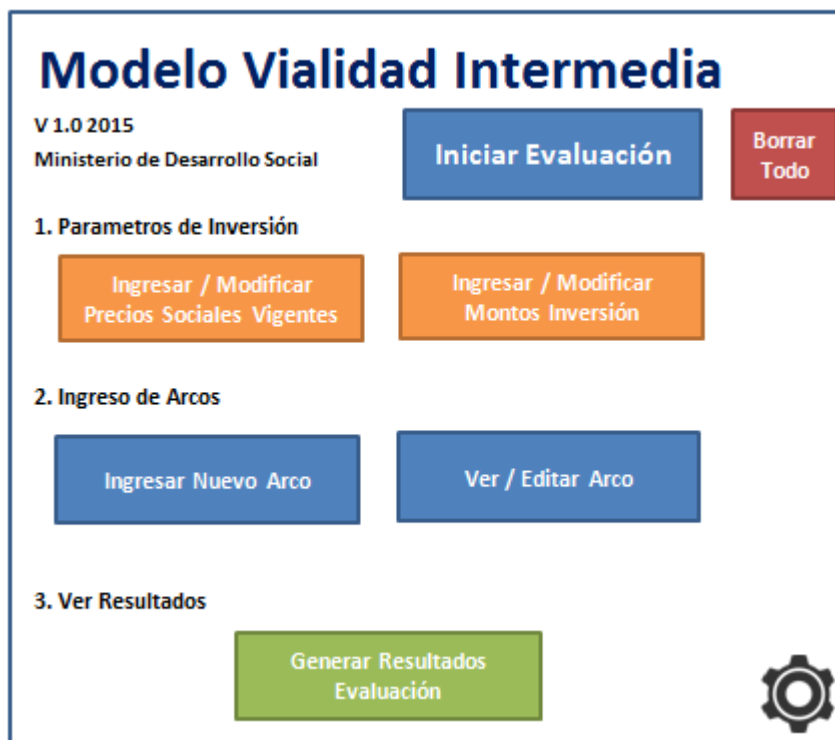 Modelo Vialidad Intermedia
V 1.0 2015
Ministerio de Desarrollo Social
Iniciar Evaluación
Borrar
Todo
1. Parametros de Inversión
Ingresar / Modificar
Precios Sociales Vigentes
Ingresar / Modificar
Montos Inversión
2. Ingreso de Arcos
Ingresar Nuevo Arco
Ver / Editar Arco
3. Ver Resultados
Generar Resultados
Evaluación